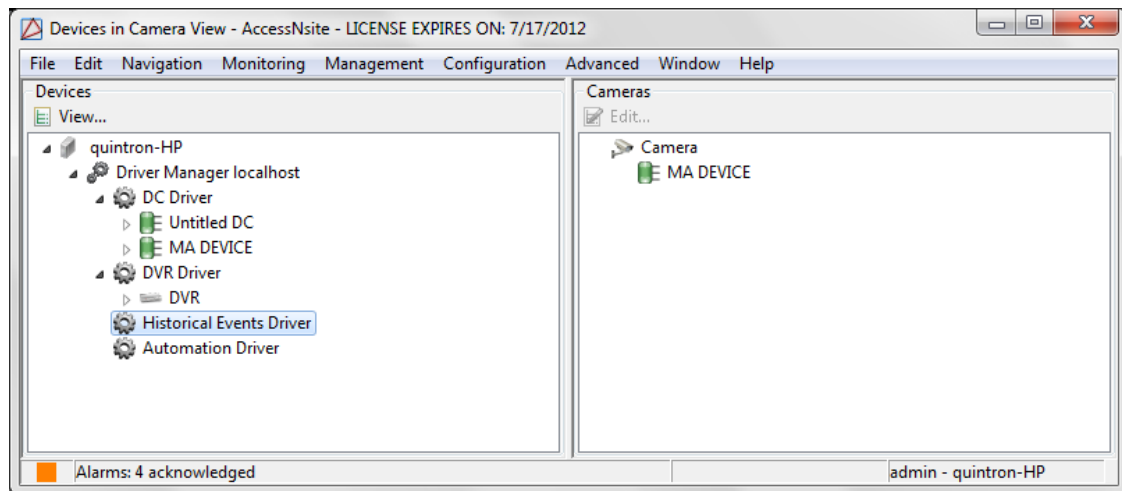 Devices in Camera View - AccessNsite - LICENSE EXPIRES ON: 7/17/2012
File Edit Navigation Monitoring Management Configuration Advanced Window Help
Devices
View...
quintron-HP
Driver Manager localhost
DC Driver
Untitled DC
MA DEVICE
DVR Driver
DVR
Historical Events Driver
Automation Driver
Cameras
Edit...
Camera
MA DEVICE
Alarms: 4 acknowledged
admin - quintron-HP